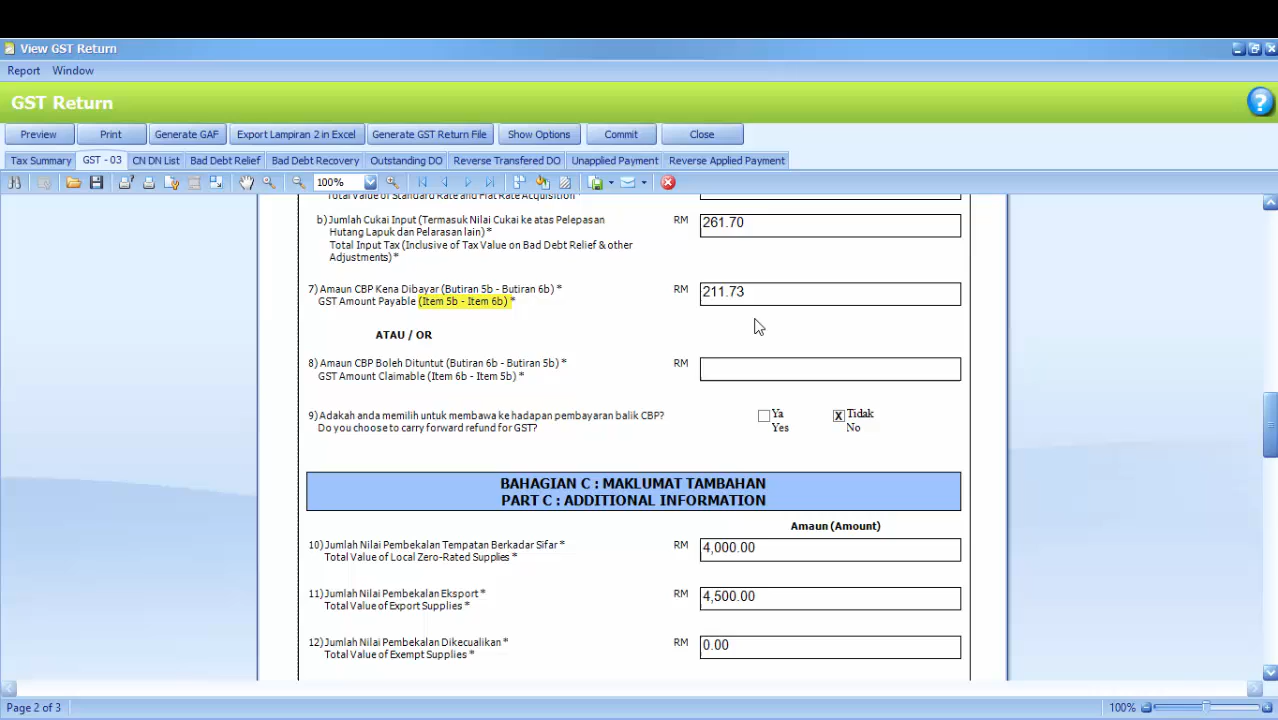 View GST Return
Report Window
GST Return
Preview Print Generate GAF Export Lampiran 2 in Excel Generate GST Return File Show Options Commit Close
Tax Summary GST - 03 CN DN List Bad Debt Relief Bad Debt Recovery Outstanding DO Reverse Transfered DO Unapplied Payment Reverse Applied Payment
100%
Total Value of Standard Rate and Flat Rate Acquisition
b) Jumlah Cukai Input (Termasuk Nilai Cukai ke atas Pelepasan RM 261.70
Hutang Lapuk dan Pelarasan lain) *
Total Input Tax (Inclusive of Tax Value on Bad Debt Relief & other
Adjustments) *
7) Amaun CBP Kena Dibayar (Butiran 5b - Butiran 6b) * RM 211.73
GST Amount Payable (Item 5b - Item 6b) *
ATAU / OR
8) Amaun CBP Boleh Dituntut (Butiran 6b - Butiran 5b) * RM
GST Amount Claimable (Item 6b - Item 5b) *
9) Adakah anda memilih untuk membawa ke hadapan pembayaran balik CBP? Ya X Tidak
Do you choose to carry forward refund for GST? Yes No
BAHAGIAN C : MAKLUMAT TAMBAHAN
PART C : ADDITIONAL INFORMATION
Amaun (Amount)
10) Jumlah Nilai Pembekalan Tempatan Berkadar Sifar * RM 4,000.00
Total Value of Local Zero-Rated Supplies *
11) Jumlah Nilai Pembekalan Eksport * RM 4,500.00
Total Value of Export Supplies *
12) Jumlah Nilai Pembekalan Dikecualikan * RM 0.00
Total Value of Exempt Supplies *
Page 2 of 3 100%